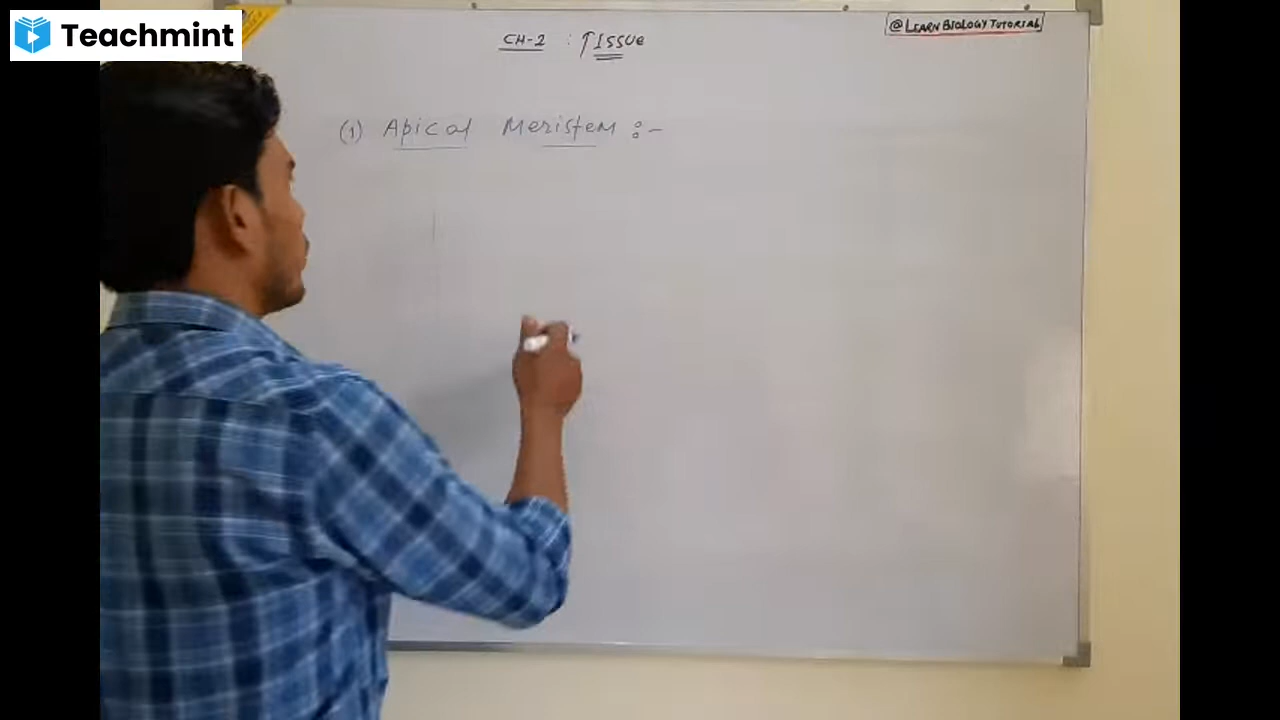 Teachmint
@LEARN BIOLOGY TUTORIAL
CH-2 : TISSUE
(1) Apical Meristem :-